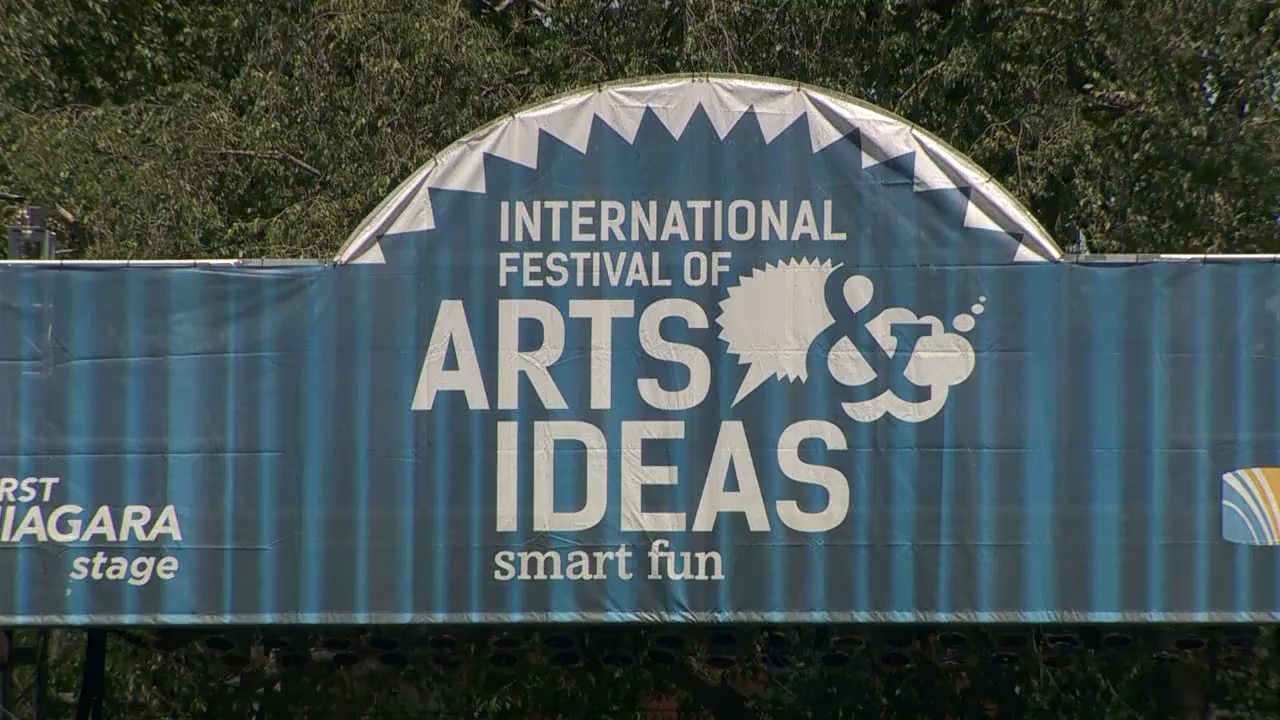 INTERNATIONAL
FESTIVAL OF
ARTS &
IDEAS
smart fun
RST
IAGARA
stage